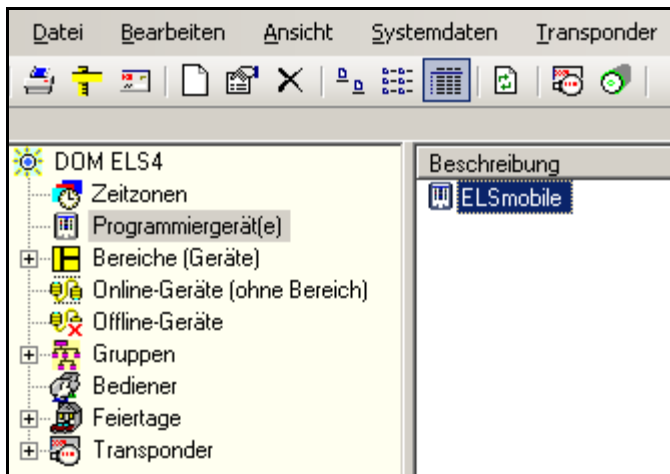 Datei Bearbeiten Ansicht Systemdaten Transponder
DOM ELS4
Zeitzonen
Programmiergerät(e)
Bereiche (Geräte)
Online-Geräte (ohne Bereich)
Offline-Geräte
Gruppen
Bediener
Feiertage
Transponder
Beschreibung
ELSmobile